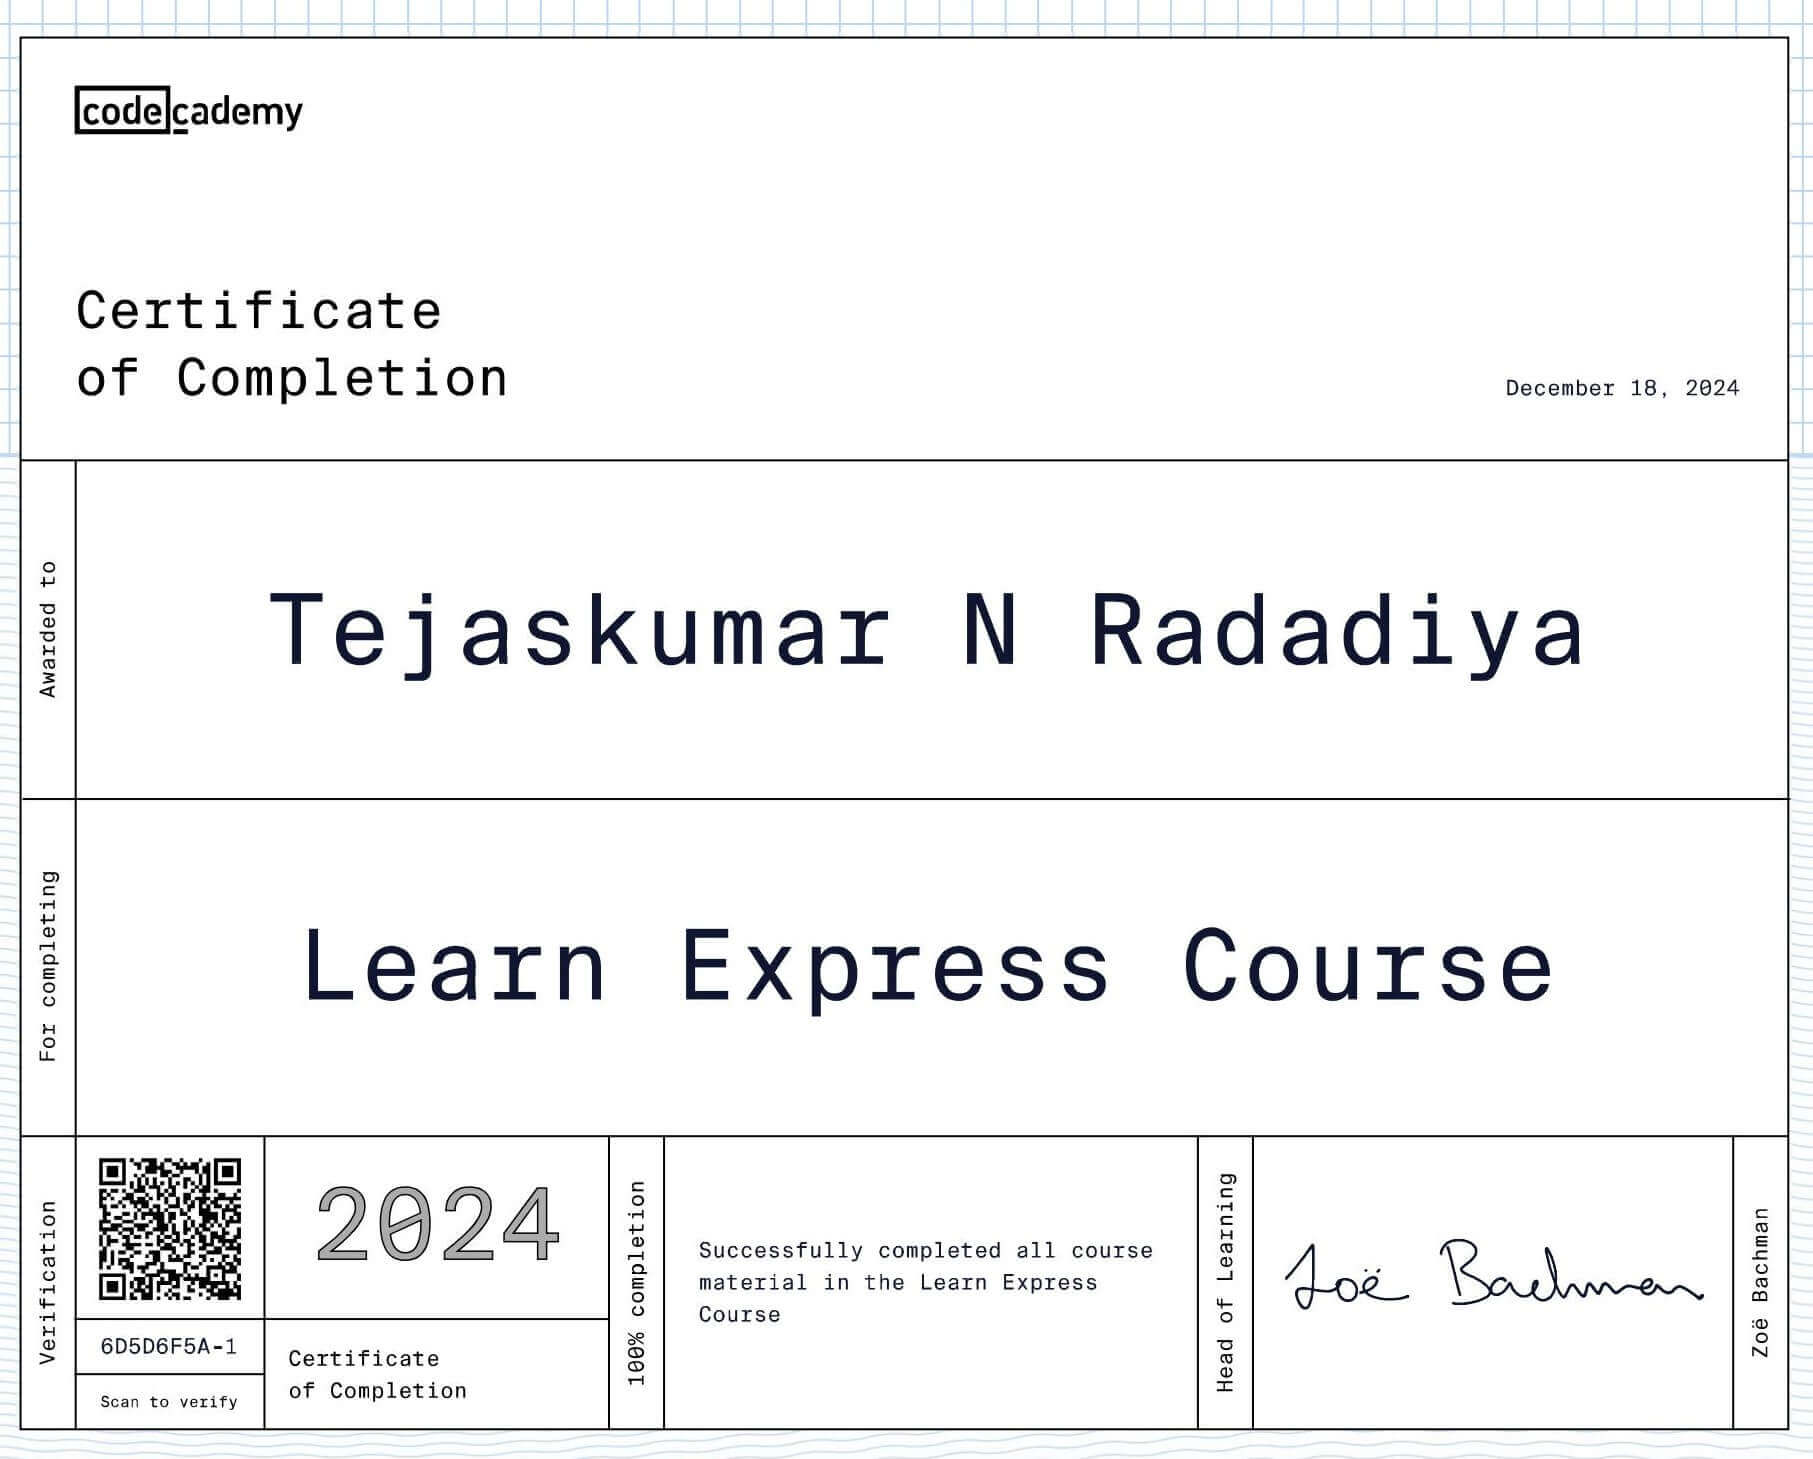 codecademy
Certificate
of Completion
December 18, 2024
Awarded to
Tejaskumar N Radadiya
For completing
Learn Express Course
Verification
6D5D6F5A-1
Scan to verify
2024
Certificate
of Completion
100% completion
Successfully completed all course
material in the Learn Express
Course
Head of Learning
Zoë Bachman
Zoë Bachman